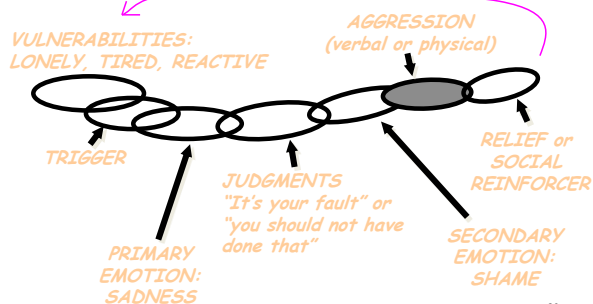 AGGRESSION
(verbal or physical)
VULNERABILITIES:
LONELY, TIRED, REACTIVE
TRIGGER
RELIEF or
SOCIAL
REINFORCER
JUDGMENTS
“It’s your fault” or
“you should not have
done that”
SECONDARY
EMOTION:
SHAME
PRIMARY
EMOTION:
SADNESS